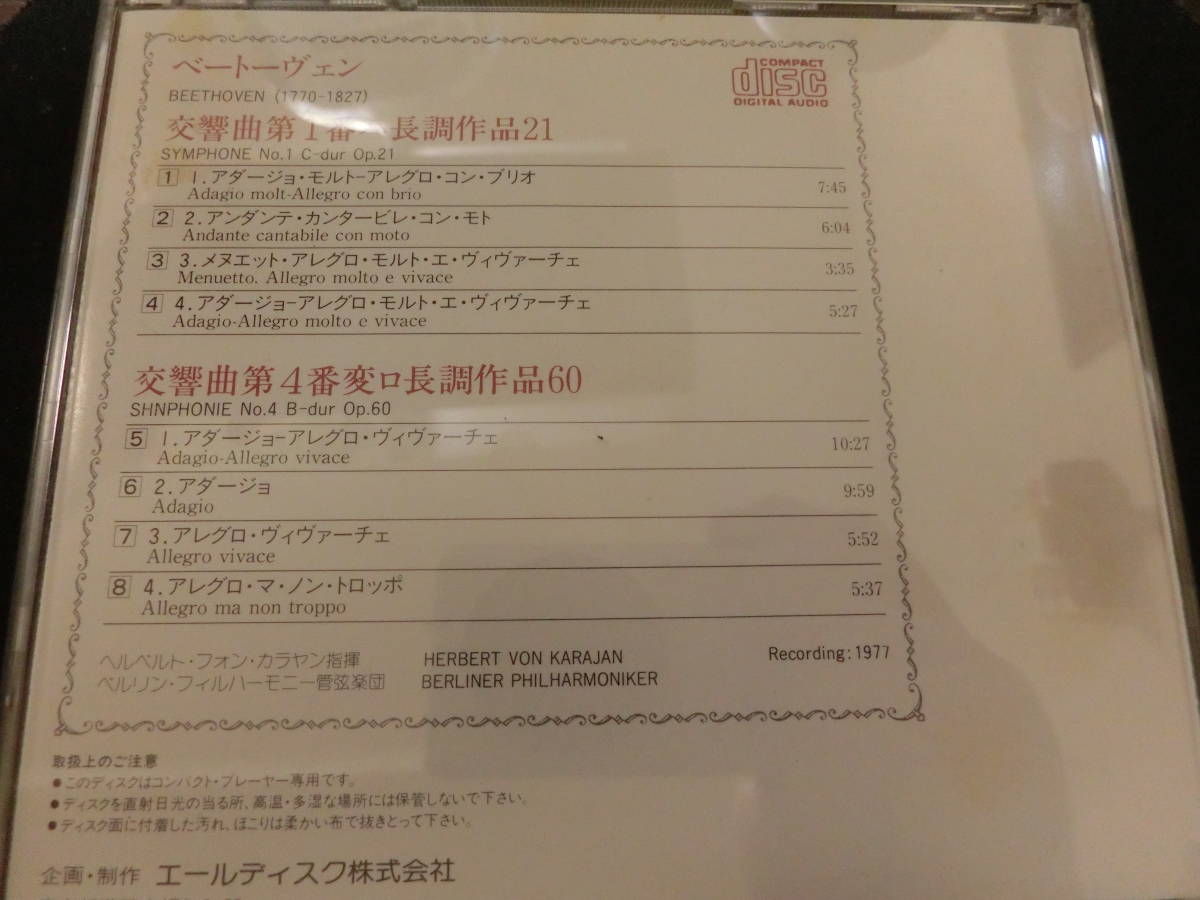 ベートーヴェン
BEETHOVEN (1770-1827)
COMPACT
disc
DIGITAL AUDIO
交響曲第1番ハ長調作品21
SYMPHONE No.1 C-dur Op.21
1 1.アダージョ・モルト-アレグロ・コン・ブリオ 7:45
Adagio molt-Allegro con brio
2 2.アンダンテ・カンタービレ・コン・モト 6:04
Andante cantabile con moto
3 3.メヌエット・アレグロ・モルト・エ・ヴィヴァーチェ 3:35
Menuetto. Allegro molto e vivace
4 4.アダージョ-アレグロ・モルト・エ・ヴィヴァーチェ 5:27
Adagio-Allegro molto e vivace
交響曲第4番変ロ長調作品60
SHNPHONIE No.4 B-dur Op.60
5 1.アダージョ-アレグロ・ヴィヴァーチェ 10:27
Adagio-Allegro vivace
6 2.アダージョ 9:59
Adagio
7 3.アレグロ・ヴィヴァーチェ 5:52
Allegro vivace
8 4.アレグロ・マ・ノン・トロッポ 5:37
Allegro ma non troppo
ヘルベルト・フォン・カラヤン指揮 HERBERT VON KARAJAN Recording:1977
ベルリン・フィルハーモニー管弦楽団 BERLINER PHILHARMONIKER
取扱上のご注意
●このディスクはコンパクト・プレーヤー専用です。
●ディスクを直射日光の当る所、高温・多湿な場所には保管しないで下さい。
●ディスク面に付着した汚れ、ほこりは柔かい布で抜きとって下さい。
企画・制作 エールディスク株式会社